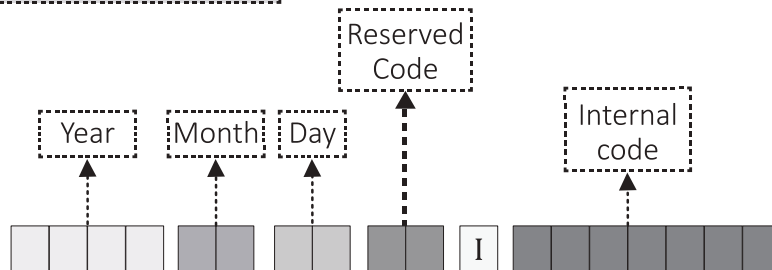 Reserved
Code
Year
Month
Day
Internal
code
I